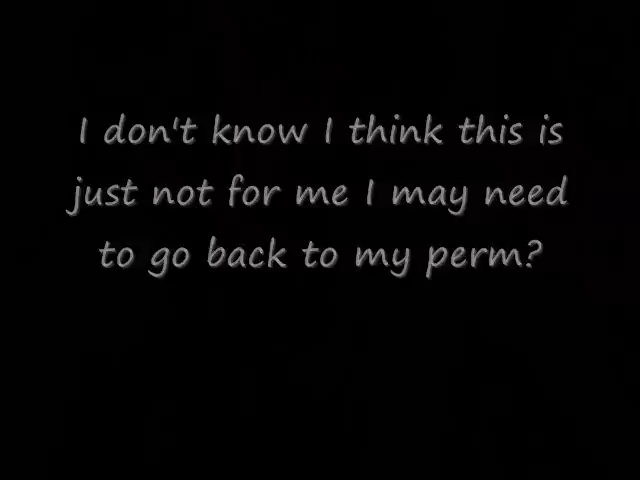 I don't know I think this is
just not for me I may need
to go back to my perm?